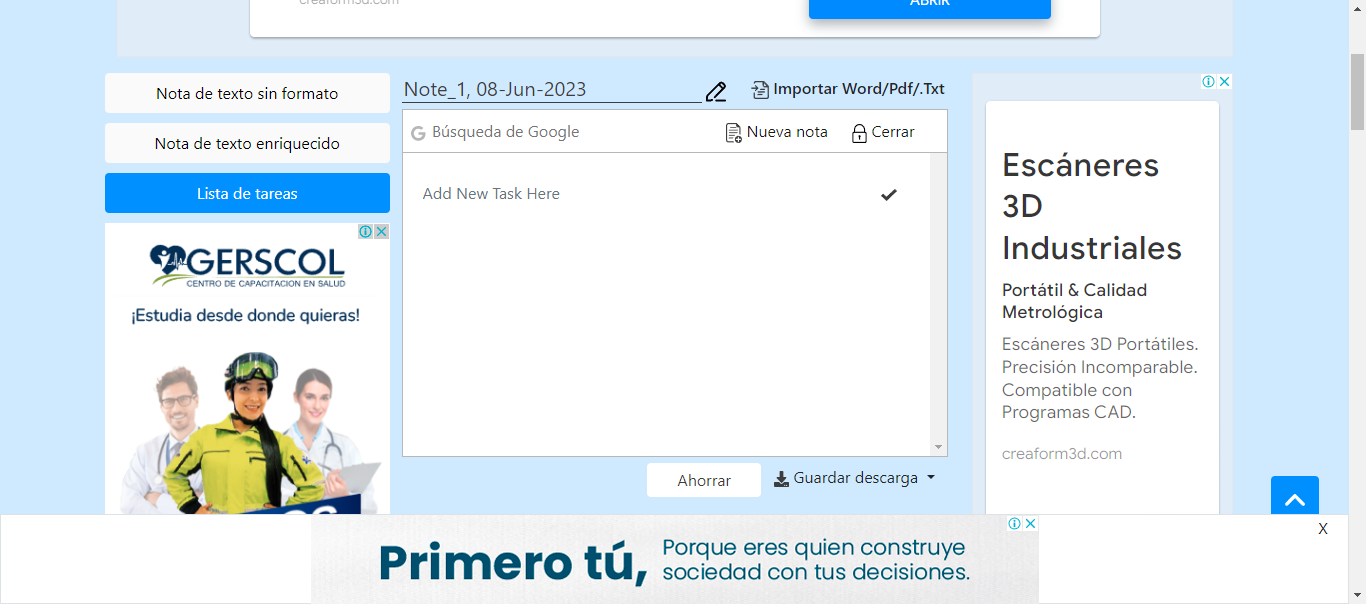 creaform3d.com
ABRIR
Nota de texto sin formato
Nota de texto enriquecido
Lista de tareas
GERSCOL
CENTRO DE CAPACITACION EN SALUD
¡Estudia desde donde quieras!
Note_1, 08-Jun-2023
Importar Word/Pdf/.Txt
Búsqueda de Google
Nueva nota
Cerrar
Add New Task Here
Ahorrar
Guardar descarga
Escáneres
3D
Industriales
Portátil & Calidad
Metrológica
Escáneres 3D Portátiles.
Precisión Incomparable.
Compatible con
Programas CAD.
creaform3d.com
X
Primero tú,
Porque eres quien construye
sociedad con tus decisiones.